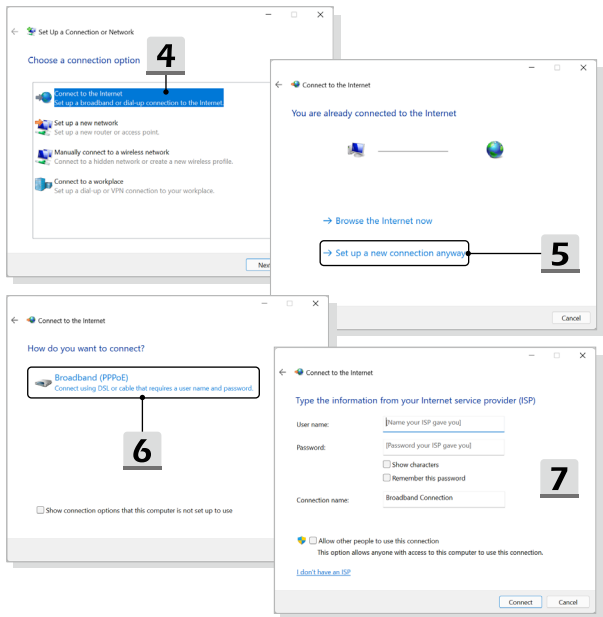 Set Up a Connection or Network
Choose a connection option
4
Connect to the Internet
Set up a broadband or dial-up connection to the Internet.
Set up a new network
Set up a new router or access point.
Manually connect to a wireless network
Connect to a hidden network or create a new wireless profile.
Connect to a workplace
Set up a dial-up or VPN connection to your workplace.
Connect to the Internet
You are already connected to the Internet
→ Browse the Internet now
→ Set up a new connection anyway
5
Cancel
Connect to the Internet
How do you want to connect?
Broadband (PPPoE)
Connect using DSL or cable that requires a user name and password.
6
Show connection options that this computer is not set up to use
Connect to the Internet
Type the information from your Internet service provider (ISP)
User name: [Name your ISP gave you]
Password: [Password your ISP gave you]
Show characters
Remember this password
7
Connection name: Broadband Connection
Allow other people to use this connection
This option allows anyone with access to this computer to use this connection.
I don't have an ISP
Connect Cancel